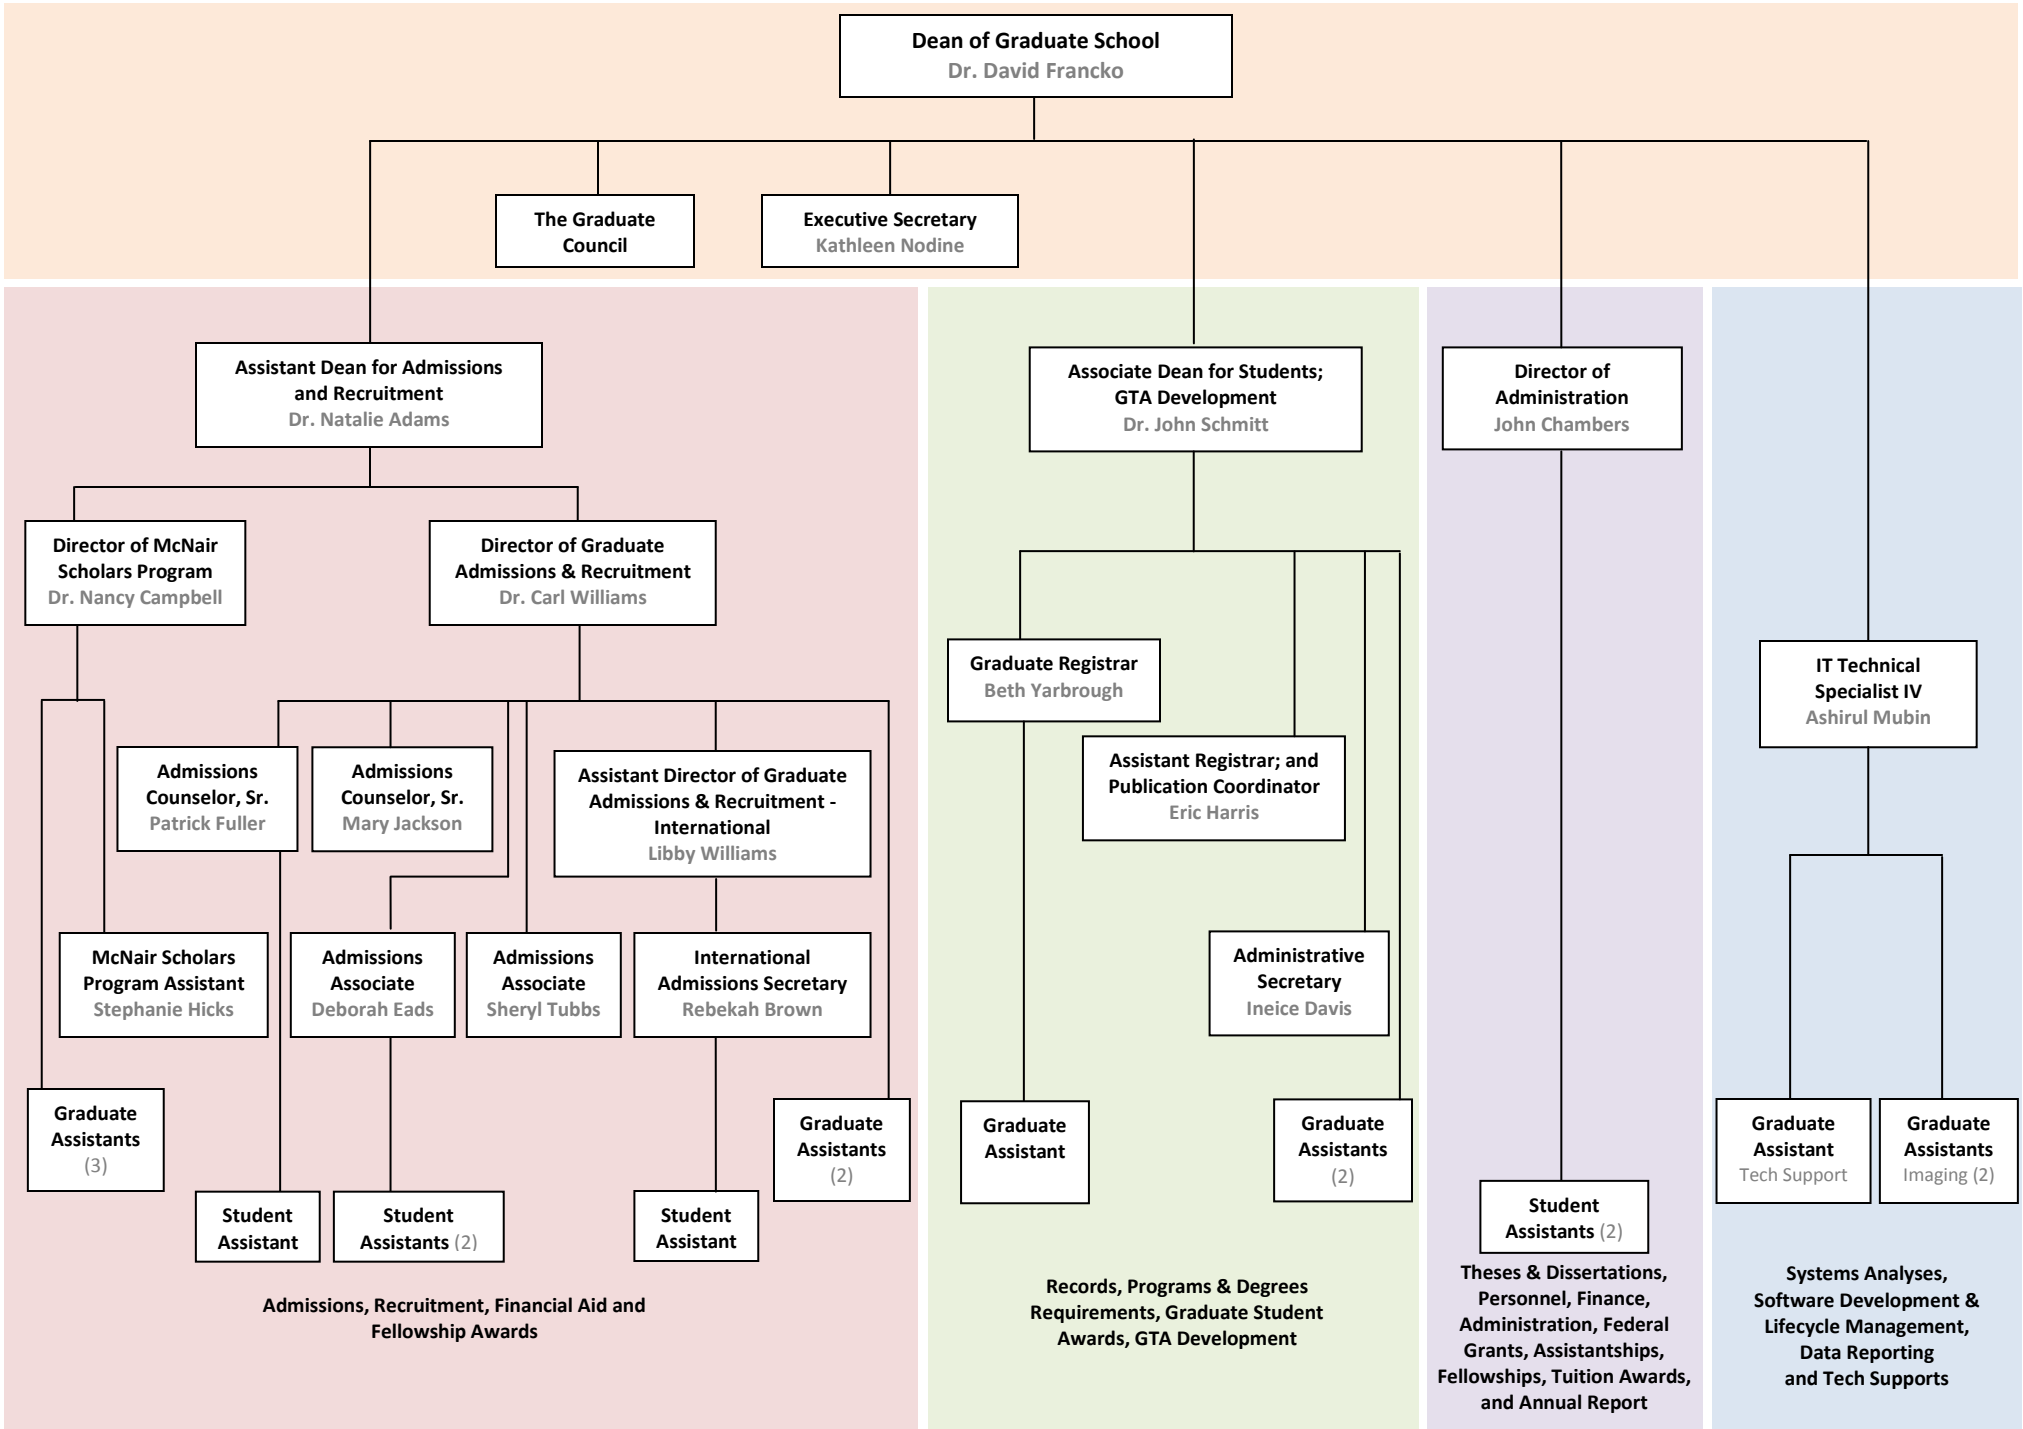 Dean of Graduate School
Dr. David Francko
The Graduate
Council
Executive Secretary
Kathleen Nodine
Assistant Dean for Admissions
and Recruitment
Dr. Natalie Adams
Associate Dean for Students;
GTA Development
Dr. John Schmitt
Director of
Administration
John Chambers
Director of McNair
Scholars Program
Dr. Nancy Campbell
Director of Graduate
Admissions & Recruitment
Dr. Carl Williams
Graduate Registrar
Beth Yarbrough
IT Technical
Specialist IV
Ashirul Mubin
Admissions
Counselor, Sr.
Patrick Fuller
Admissions
Counselor, Sr.
Mary Jackson
Assistant Director of Graduate
Admissions & Recruitment -
International
Libby Williams
Assistant Registrar; and
Publication Coordinator
Eric Harris
McNair Scholars
Program Assistant
Stephanie Hicks
Admissions
Associate
Deborah Eads
Admissions
Associate
Sheryl Tubbs
International
Admissions Secretary
Rebekah Brown
Administrative
Secretary
Ineice Davis
Graduate
Assistants
(3)
Graduate
Assistants
(2)
Graduate
Assistant
Graduate
Assistants
(2)
Graduate
Assistant
Tech Support
Graduate
Assistants
Imaging (2)
Student
Assistant
Student
Assistants (2)
Student
Assistant
Student
Assistants (2)
Admissions, Recruitment, Financial Aid and
Fellowship Awards
Records, Programs & Degrees
Requirements, Graduate Student
Awards, GTA Development
Theses & Dissertations,
Personnel, Finance,
Administration, Federal
Grants, Assistantships,
Fellowships, Tuition Awards,
and Annual Report
Systems Analyses,
Software Development &
Lifecycle Management,
Data Reporting
and Tech Supports